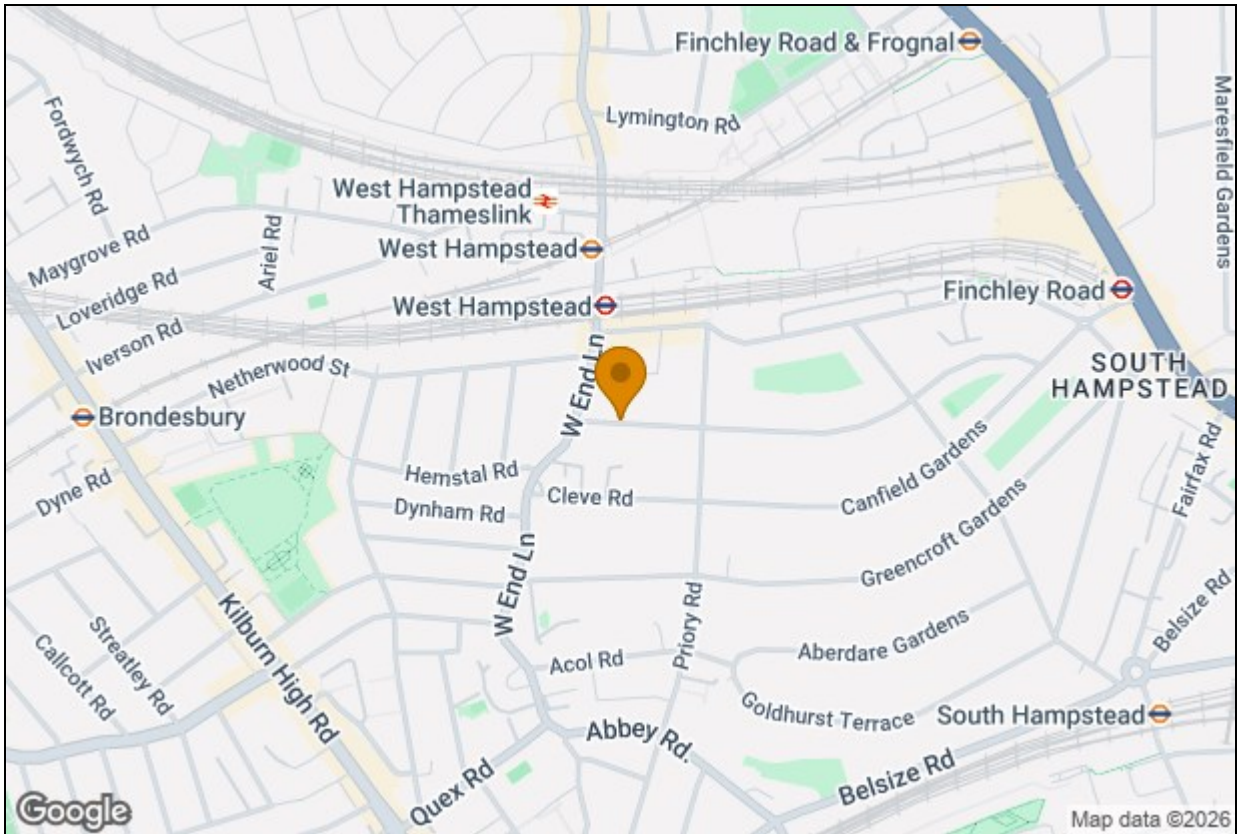 Finchley Road & Frognal
Maresfield Gardens
Fordwych Rd
Lymington Rd
West Hampstead
Thameslink
Maygrove Rd
Ariel Rd
West Hampstead
Loveridge Rd
Finchley Road
West Hampstead
Iverson Rd
Netherwood St
W End Ln
SOUTH
HAMPSTEAD
Brondesbury
Hemstal Rd
Canfield Gardens
Fairfax Rd
Dyne Rd
Cleve Rd
Dynham Rd
Greencroft Gardens
W End Ln
Priory Rd
Belsize Rd
Kilburn High Rd
Streatley Rd
Callcott Rd
Acol Rd
Aberdare Gardens
Goldhurst Terrace
South Hampstead
Abbey Rd.
Quex Rd
Belsize Rd
Google
Map data ©2026